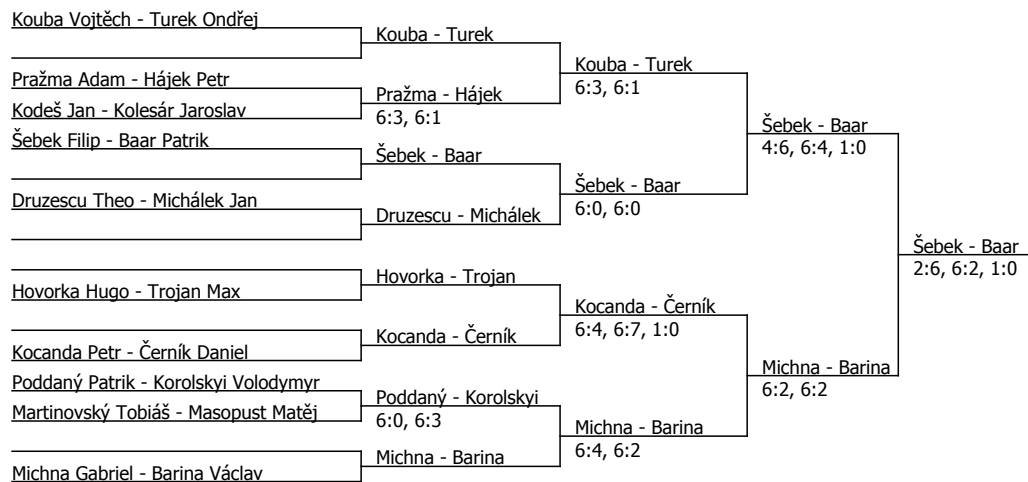 Kouba Vojtěch - Turek Ondřej
Pražma Adam - Hájek Petr
Kodeš Jan - Kolesár Jaroslav
Šebek Filip - Baar Patrik
Druzescu Theo - Michálek Jan
Hovorka Hugo - Trojan Max
Kocanda Petr - Černík Daniel
Poddaný Patrik - Korolskyi Volodymyr
Martinovský Tobiáš - Masopust Matěj
Michna Gabriel - Barina Václav
Kouba - Turek
Pražma - Hájek
6:3, 6:1
Šebek - Baar
Druzescu - Michálek
Hovorka - Trojan
Kocanda - Černík
Poddaný - Korolskyi
6:0, 6:3
Michna - Barina
Kouba - Turek
6:3, 6:1
Šebek - Baar
6:0, 6:0
Kocanda - Černík
6:4, 6:7, 1:0
Michna - Barina
6:4, 6:2
Šebek - Baar
4:6, 6:4, 1:0
Michna - Barina
6:2, 6:2
Šebek - Baar
2:6, 6:2, 1:0